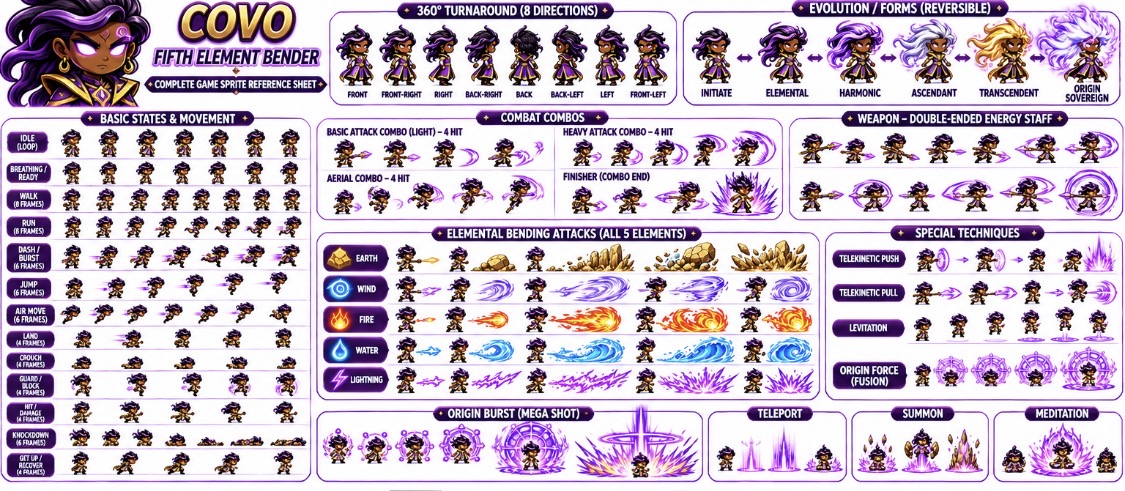 COVO
FIFTH ELEMENT BENDER
COMPLETE GAME SPRITE REFERENCE SHEET
360° TURNAROUND (8 DIRECTIONS)
FRONT
FRONT-RIGHT
RIGHT
BACK-RIGHT
BACK
BACK-LEFT
LEFT
FRONT-LEFT
EVOLUTION / FORMS (REVERSIBLE)
INITIATE
ELEMENTAL
HARMONIC
ASCENDANT
TRANSCENDENT
ORIGIN
SOVEREIGN
BASIC STATES & MOVEMENT
IDLE
(LOOP)
BREATHING /
READY
WALK
(8 FRAMES)
RUN
(8 FRAMES)
DASH /
BURST
(6 FRAMES)
JUMP
(6 FRAMES)
AIR MOVE
(6 FRAMES)
LAND
(4 FRAMES)
CROUCH
(4 FRAMES)
GUARD /
BLOCK
(4 FRAMES)
HIT /
DAMAGE
(4 FRAMES)
KNOCKDOWN
(6 FRAMES)
GET UP /
RECOVER
(4 FRAMES)
COMBAT COMBOS
BASIC ATTACK COMBO (LIGHT) – 4 HIT
HEAVY ATTACK COMBO – 4 HIT
AERIAL COMBO – 4 HIT
FINISHER (COMBO END)
WEAPON – DOUBLE-ENDED ENERGY STAFF
ELEMENTAL BENDING ATTACKS (ALL 5 ELEMENTS)
EARTH
WIND
FIRE
WATER
LIGHTNING
SPECIAL TECHNIQUES
TELEKINETIC PUSH
TELEKINETIC PULL
LEVITATION
ORIGIN FORCE
(FUSION)
ORIGIN BURST (MEGA SHOT)
TELEPORT
SUMMON
MEDITATION